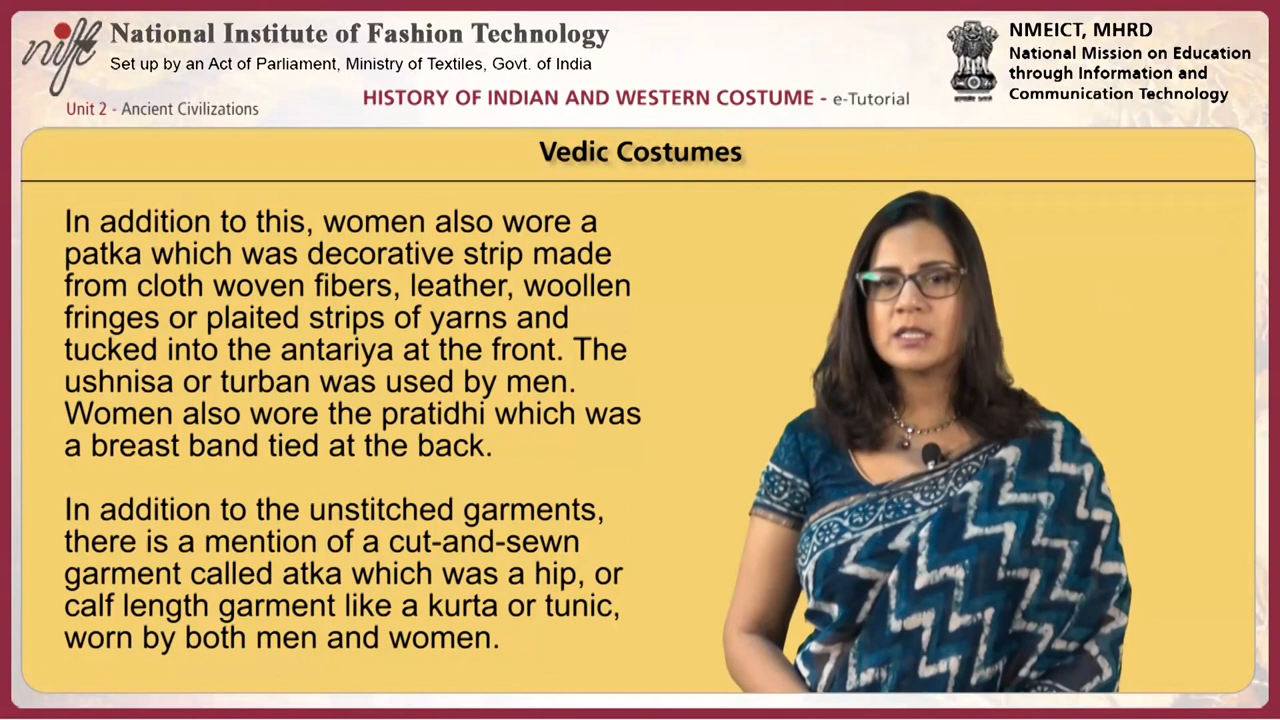 nift
National Institute of Fashion Technology
Set up by an Act of Parliament, Ministry of Textiles, Govt. of India
Unit 2 - Ancient Civilizations
HISTORY OF INDIAN AND WESTERN COSTUME - e-Tutorial
NMEICT, MHRD
National Mission on Education
through Information and
Communication Technology
Vedic Costumes
In addition to this, women also wore a
patka which was decorative strip made
from cloth woven fibers, leather, woollen
fringes or plaited strips of yarns and
tucked into the antariya at the front. The
ushnisa or turban was used by men.
Women also wore the pratidhi which was
a breast band tied at the back.
In addition to the unstitched garments,
there is a mention of a cut-and-sewn
garment called atka which was a hip, or
calf length garment like a kurta or tunic,
worn by both men and women.